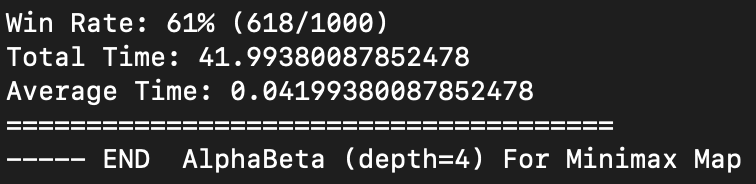 Win Rate: 61% (618/1000)
Total Time: 41.99380087852478
Average Time: 0.04199380087852478
======================================
----- END  AlphaBeta (depth=4) For Minimax Map